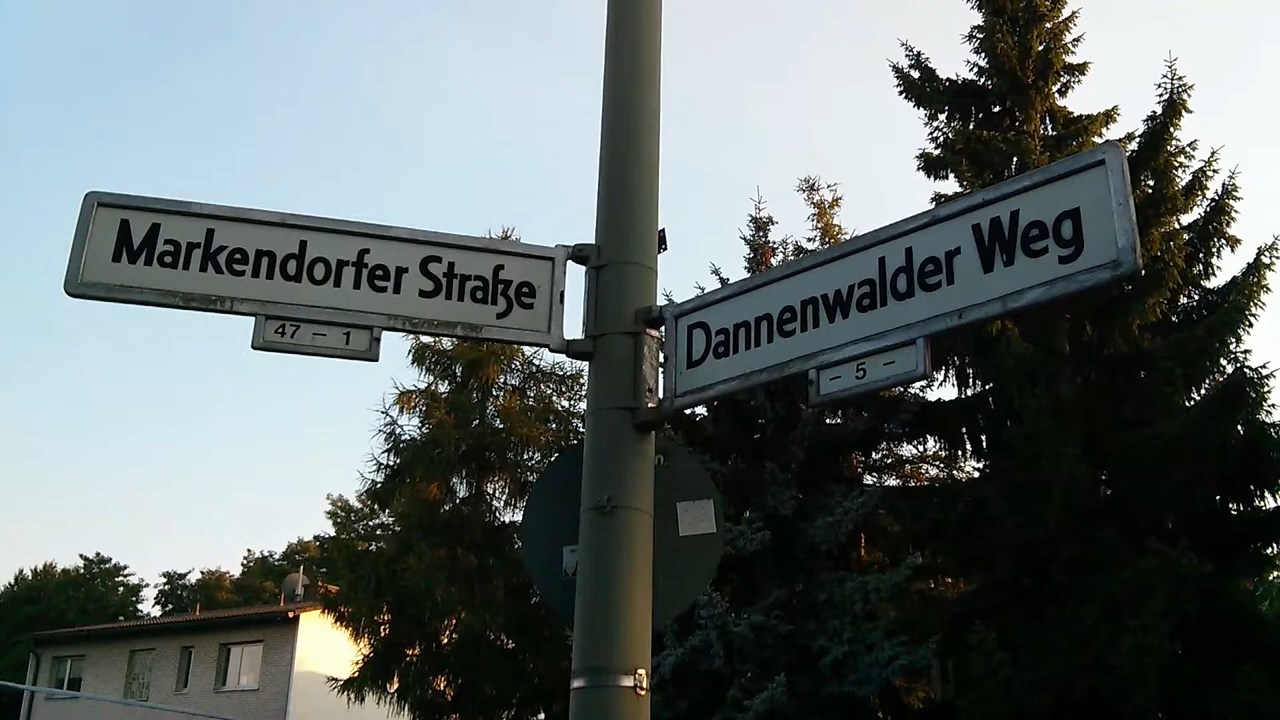 Markendorfer Straße
47 – 1
Dannenwalder Weg
– 5 –